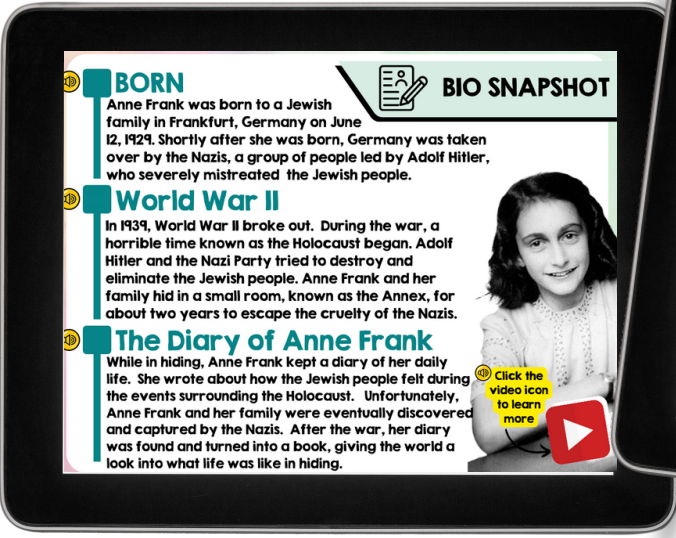 BIO SNAPSHOT
BORN
Anne Frank was born to a Jewish
family in Frankfurt, Germany on June
12, 1929. Shortly after she was born, Germany was taken
over by the Nazis, a group of people led by Adolf Hitler,
who severely mistreated the Jewish people.
World War II
In 1939, World War II broke out. During the war, a
horrible time known as the Holocaust began. Adolf
Hitler and the Nazi Party tried to destroy and
eliminate the Jewish people. Anne Frank and her
family hid in a small room, known as the Annex, for
about two years to escape the cruelty of the Nazis.
The Diary of Anne Frank
While in hiding, Anne Frank kept a diary of her daily
life. She wrote about how the Jewish people felt during
the events surrounding the Holocaust. Unfortunately,
Anne Frank and her family were eventually discovered
and captured by the Nazis. After the war, her diary
was found and turned into a book, giving the world a
look into what life was like in hiding.
Click the
video icon
to learn
more